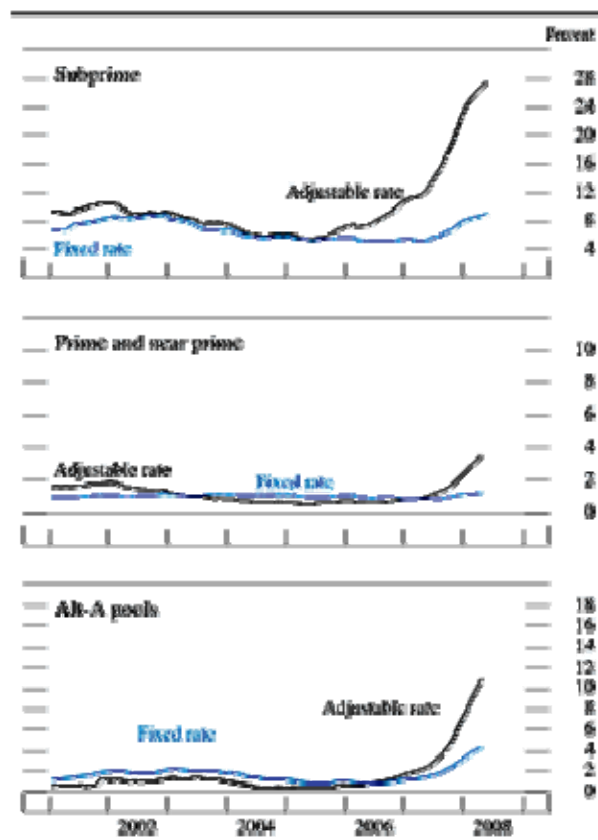 Percent
Subprime
28
24
20
16
Adjustable rate
12
8
Fixed rate
4
Prime and near prime
10
8
6
4
Adjustable rate
Fixed rate
2
0
Alt-A pools
18
16
14
12
10
Adjustable rate
8
Fixed rate
6
4
2
0
2002 2004 2006 2008